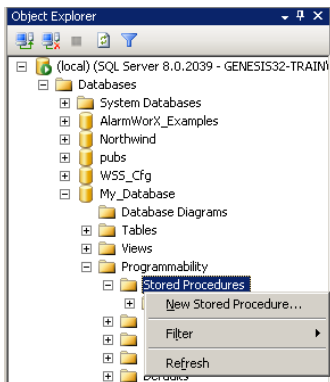 Object Explorer
(local) (SQL Server 8.0.2039 - GENESIS32-TRAIN
Databases
System Databases
AlarmWorX_Examples
Northwind
pubs
WSS_Cfg
My_Database
Database Diagrams
Tables
Views
Programmability
Stored Procedures
New Stored Procedure...
Filter
Refresh
Defaults